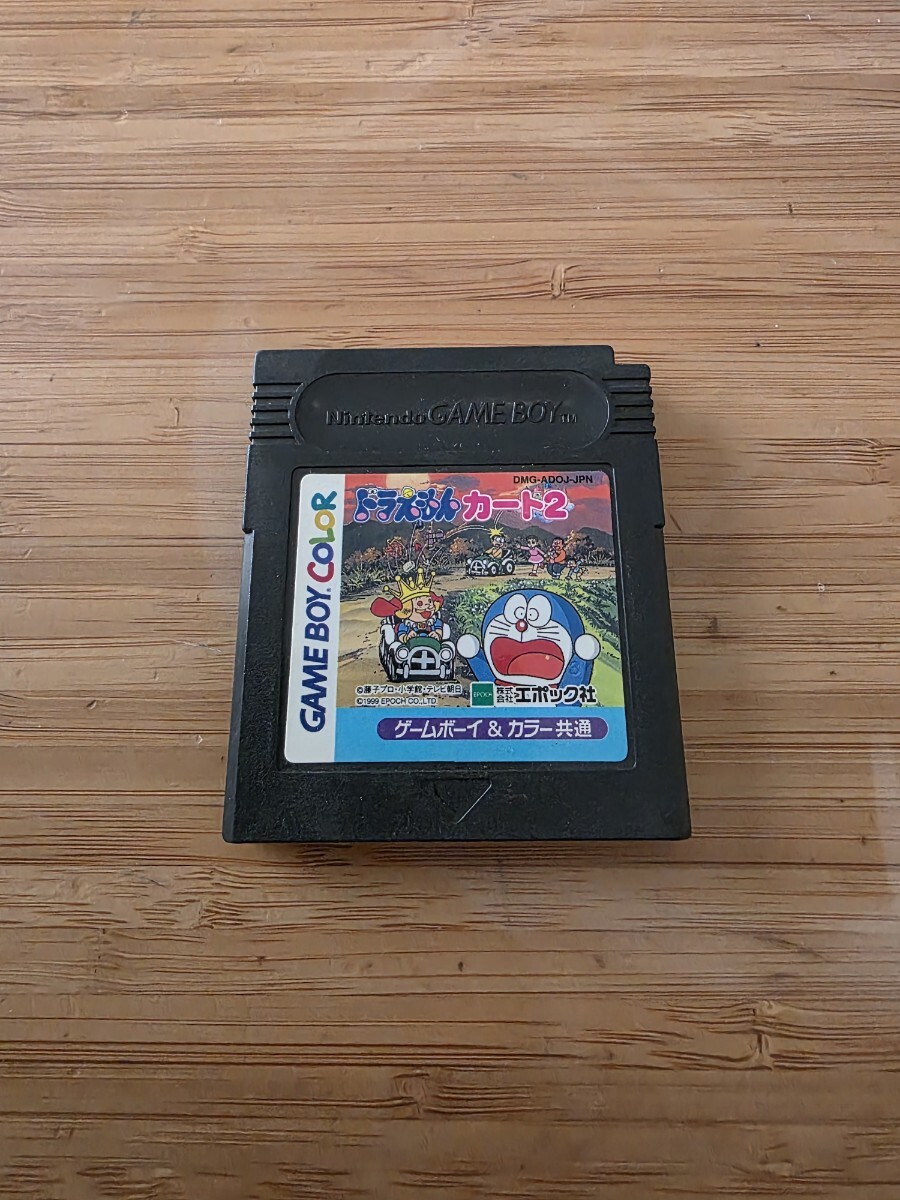 Nintendo GAME BOY™
DMG-ADOJ-JPN
ドラえもん カート2
GAME BOY COLOR
©藤子プロ・小学館・テレビ朝日
©1999 EPOCH CO., LTD.
EPOCH 株式会社 エポック社
ゲームボーイ & カラー共通